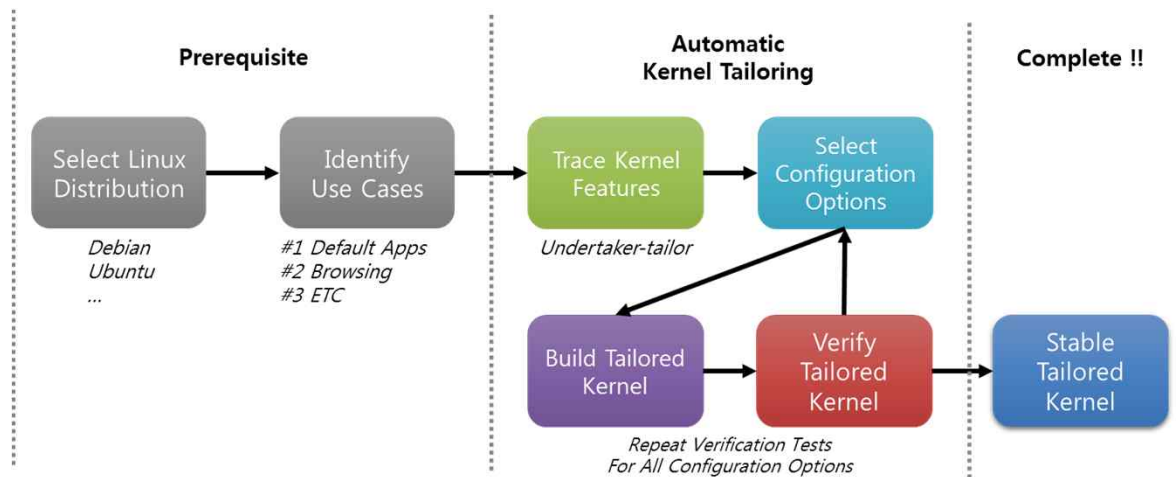 Prerequisite
Automatic
Kernel Tailoring
Complete !!
Select Linux
Distribution
Identify
Use Cases
Trace Kernel
Features
Select
Configuration
Options
Debian
Ubuntu
...
#1 Default Apps
#2 Browsing
#3 ETC
Undertaker-tailor
Build Tailored
Kernel
Verify
Tailored
Kernel
Stable
Tailored
Kernel
Repeat Verification Tests
For All Configuration Options